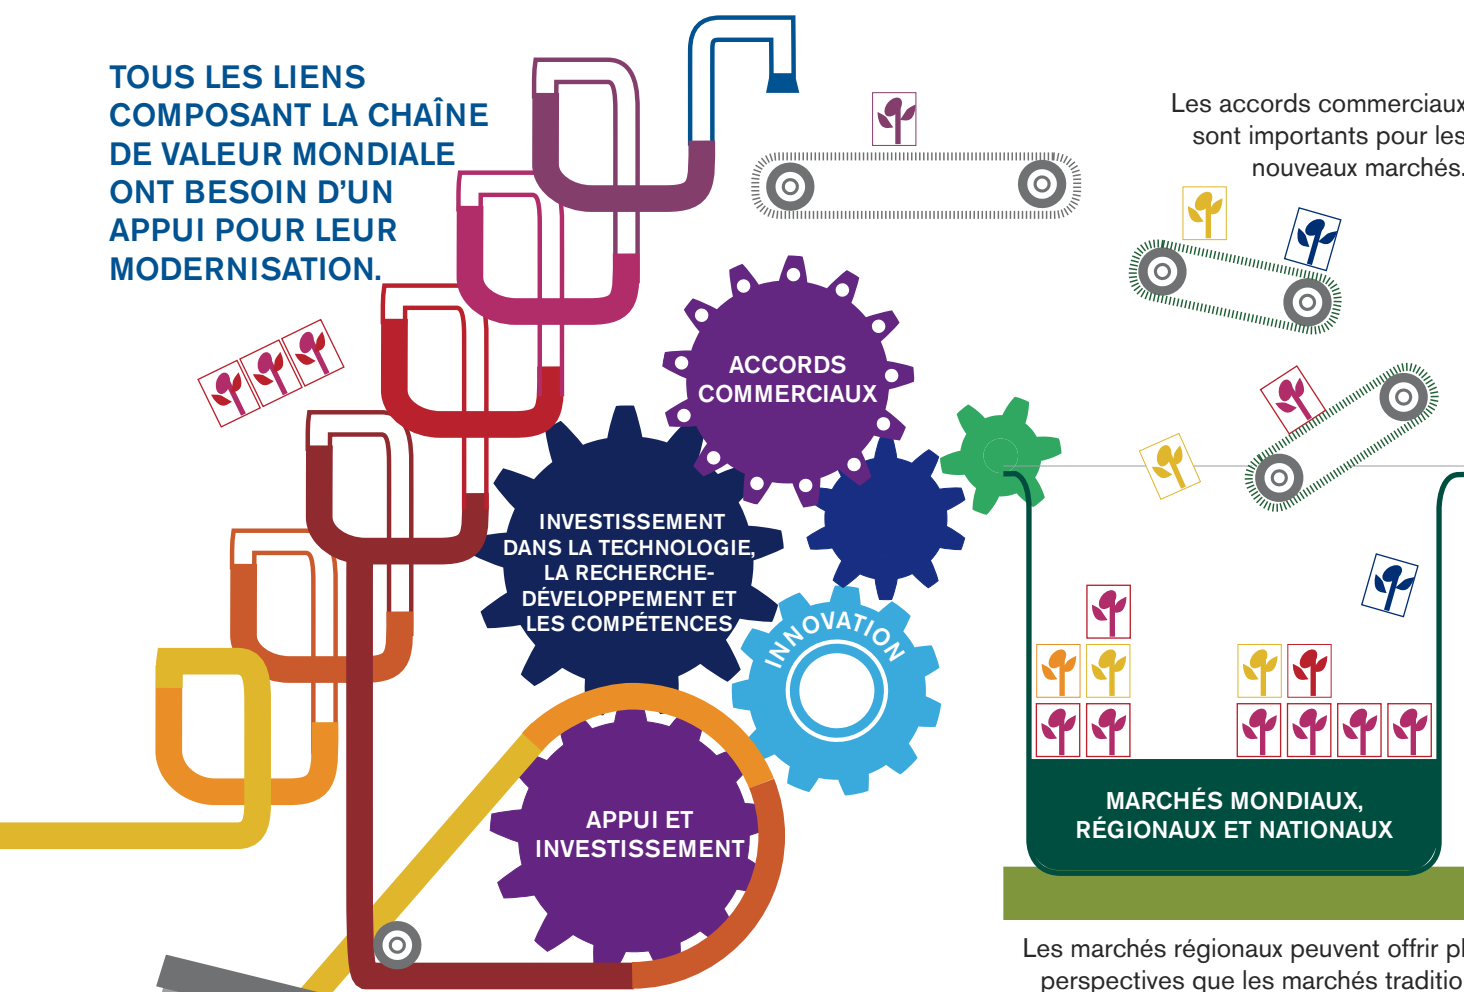 TOUS LES LIENS
COMPOSANT LA CHAÎNE
DE VALEUR MONDIALE
ONT BESOIN D’UN
APPUI POUR LEUR
MODERNISATION.
Les accords commerciaux
sont importants pour les
nouveaux marchés.
ACCORDS
COMMERCIAUX
INVESTISSEMENT
DANS LA TECHNOLOGIE,
LA RECHERCHE-
DÉVELOPPEMENT ET
LES COMPÉTENCES
INNOVATION
APPUI ET
INVESTISSEMENT
MARCHÉS MONDIAUX,
RÉGIONAUX ET NATIONAUX
Les marchés régionaux peuvent offrir
perspectives que les marchés